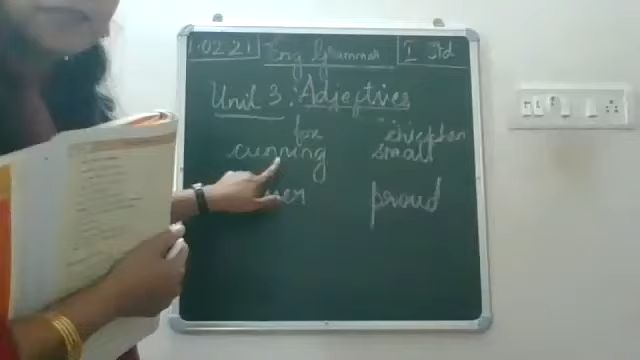 1.02.21 Eng Grammar I Std
Unit 3 : Adjectives
fox chicken
cunning small
proud